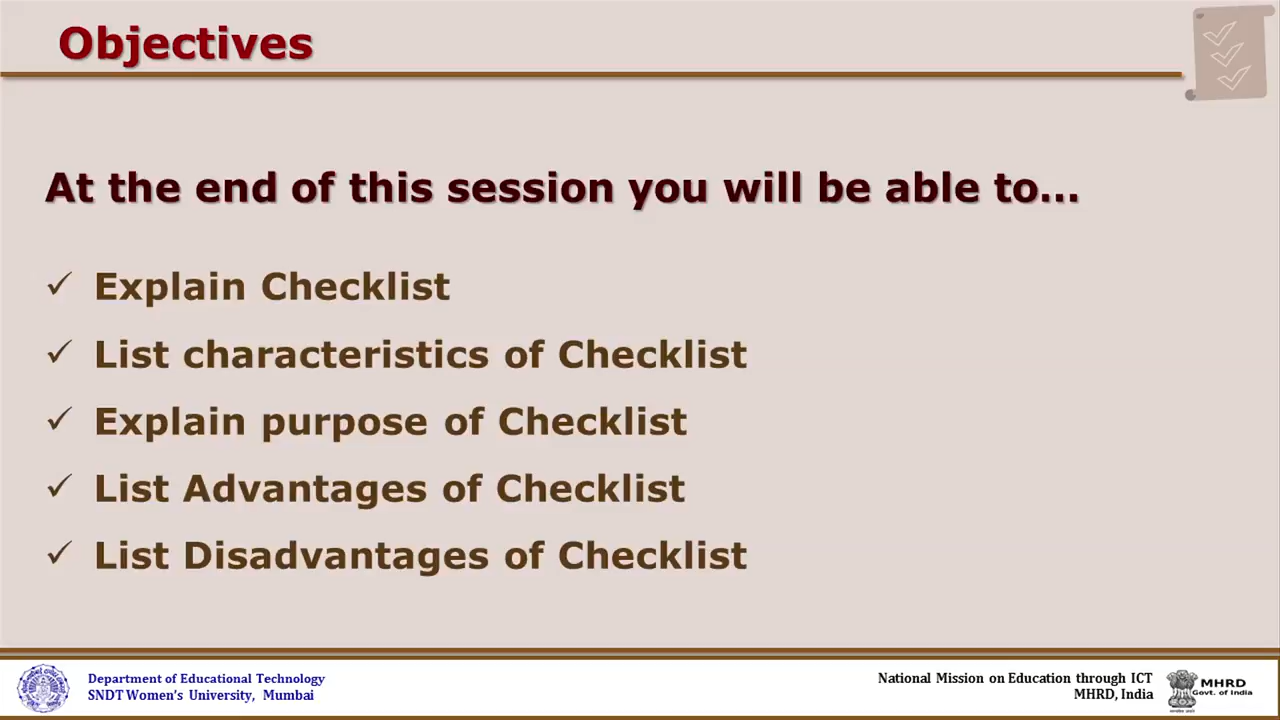 Objectives
At the end of this session you will be able to...
✓ Explain Checklist
✓ List characteristics of Checklist
✓ Explain purpose of Checklist
✓ List Advantages of Checklist
✓ List Disadvantages of Checklist
Department of Educational Technology
SNDT Women's University, Mumbai
National Mission on Education through ICT
MHRD, India
MHRD
Govt. of India